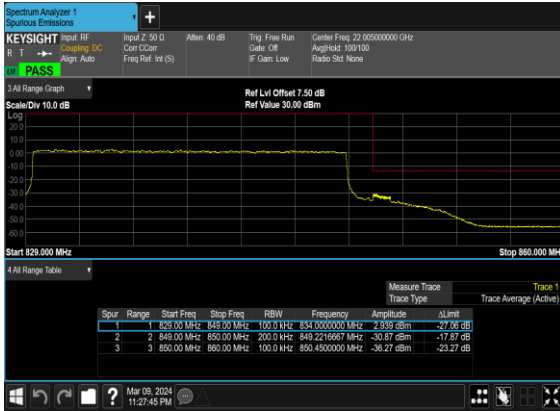 Spectrum Analyzer 1
Spurious Emissions
+
KEYSIGHT Input: RF Input Z: 50 Ω Atten: 40 dB Trig: Free Run Center Freq: 22.005000000 GHz
R T Coupling: DC Corr CCorr Gate: Off Avg|Hold: 100/100
Align: Auto Freq Ref: Int (S) IF Gain: Low Radio Std: None
PASS
3 All Range Graph
Ref Lvl Offset 7.50 dB
Scale/Div 10.0 dB Ref Value 30.00 dBm
Log
20.0
10.0
0.00
-10.0
-20.0
-30.0
-40.0
-50.0
-60.0
Start 829.000 MHz Stop 860.000 MH
4 All Range Table
Measure Trace Trace 1
Trace Type Trace Average (Active)
Spur Range Start Freq Stop Freq RBW Frequency Amplitude ΔLimit
1 1 829.00 MHz 849.00 MHz 100.0 kHz 834.0000000 MHz 2.939 dBm -27.06 dB
2 2 849.00 MHz 850.00 MHz 200.0 kHz 849.2216667 MHz -30.87 dBm -17.87 dB
3 3 850.00 MHz 860.00 MHz 100.0 kHz 850.4500000 MHz -36.27 dBm -23.27 dB
?
Mar 09, 2024
11:27:45 PM